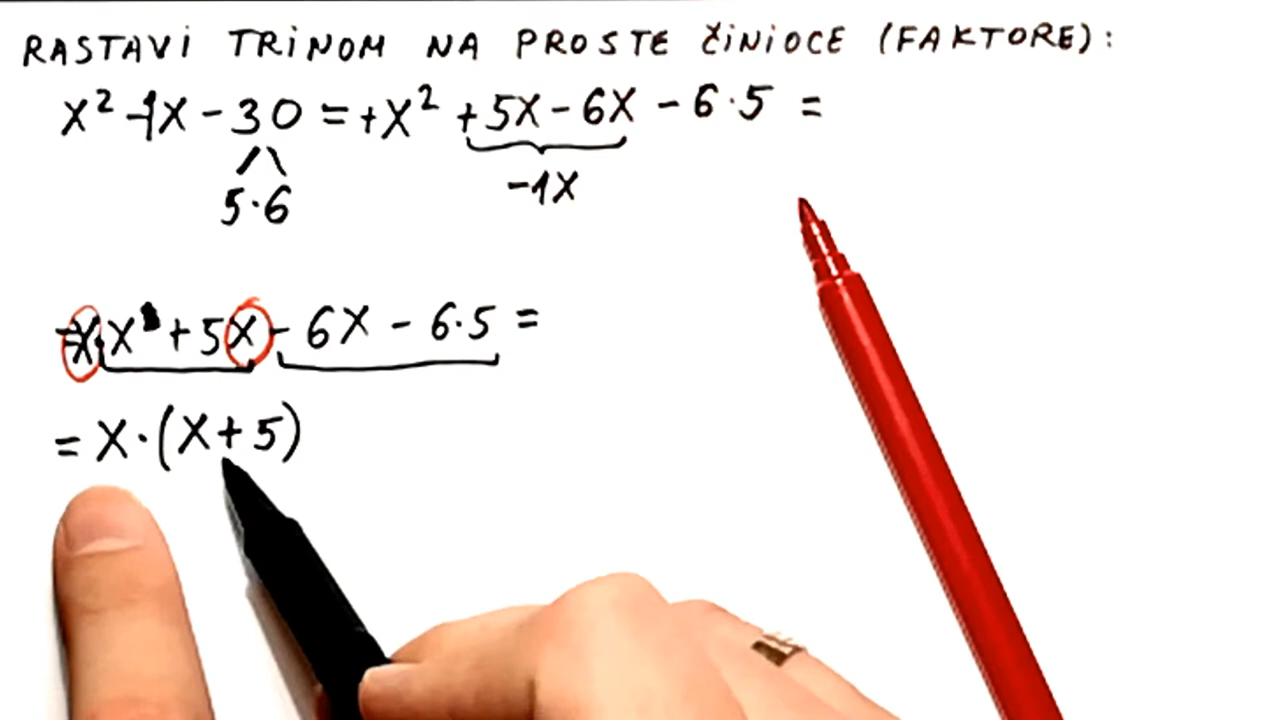 RASTAVI TRINOM NA PROSTE ČINIOCE (FAKTORE):
x² -1x - 30 = +x² +5x - 6x - 6·5 =
5·6
-1x
x·x + 5x - 6x - 6·5 =
= x·(x+5)